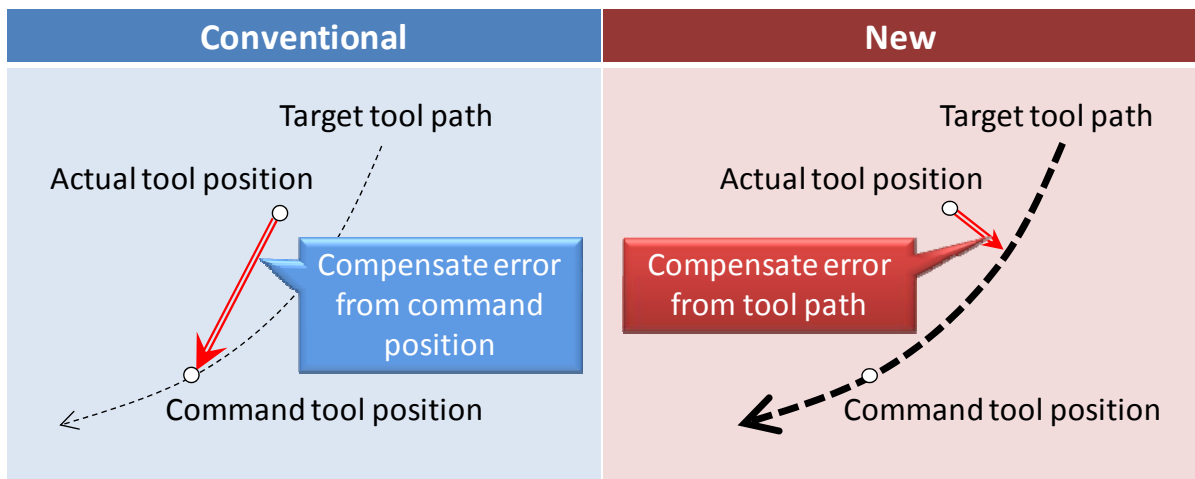 Conventional
New
Target tool path
Actual tool position
Compensate error
from command
position
Command tool position
Target tool path
Actual tool position
Compensate error
from tool path
Command tool position